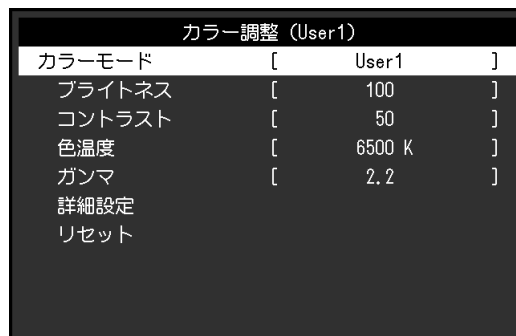 カラー調整（User1）
カラーモード [ User1 ]
ブライトネス [ 100 ]
コントラスト [ 50 ]
色温度 [ 6500 K ]
ガンマ [ 2.2 ]
詳細設定
リセット